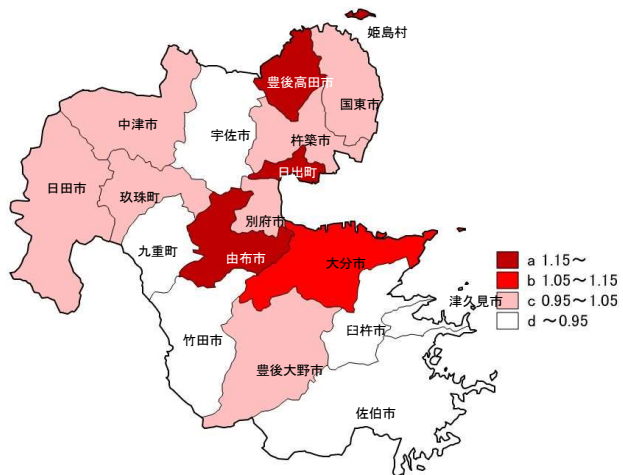 姫島村
豊後高田市
国東市
中津市
宇佐市
杵築市
日出町
日田市
玖珠町
別府市
九重町
由布市
大分市
a 1.15～
b 1.05～1.15
津久見市
c 0.95～1.05
d ～0.95
臼杵市
竹田市
豊後大野市
佐伯市